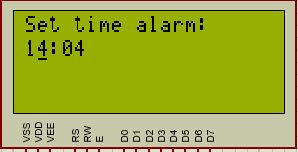 Set time alarm:
14:04
VSS
VDD
VEE
RS
RW
E
D0
D1
D2
D3
D4
D5
D6
D7